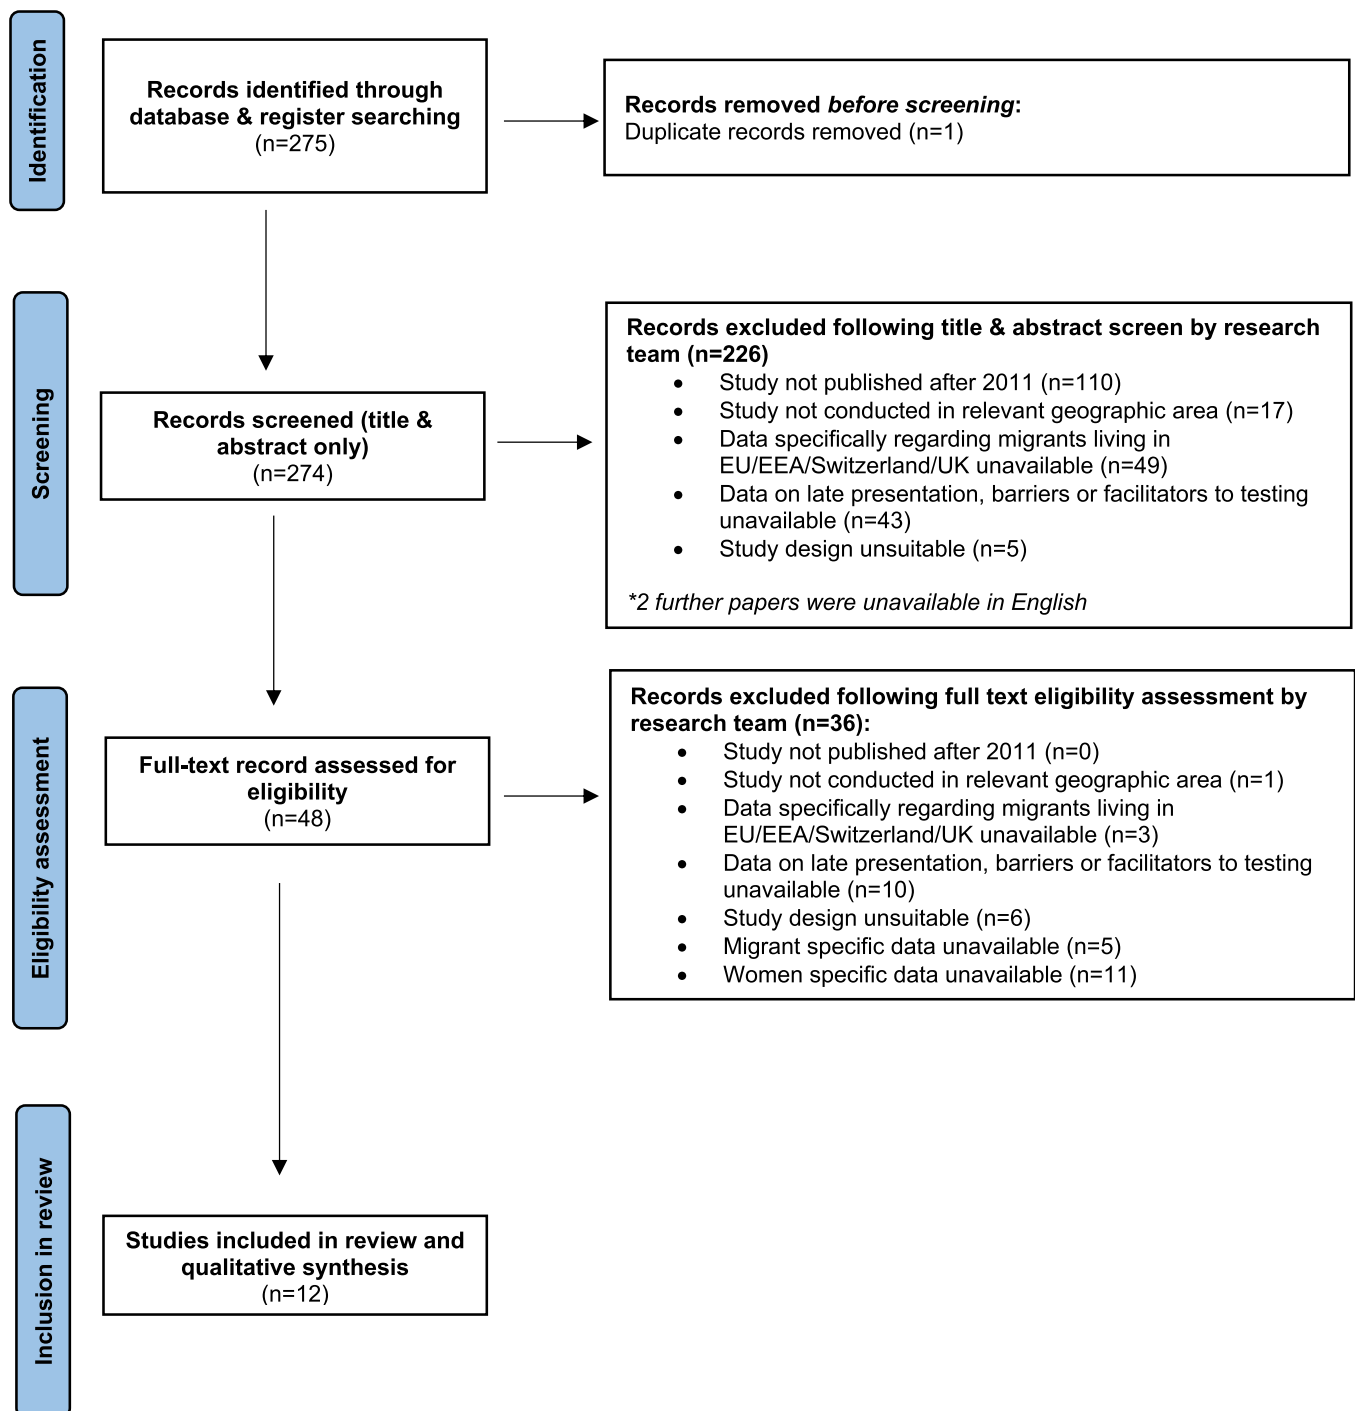 Identification
Records identified through
database & register searching
(n=275)
Records removed before screening:
Duplicate records removed (n=1)
Screening
Records screened (title &
abstract only)
(n=274)
Records excluded following title & abstract screen by research
team (n=226)
• Study not published after 2011 (n=110)
• Study not conducted in relevant geographic area (n=17)
• Data specifically regarding migrants living in
EU/EEA/Switzerland/UK unavailable (n=49)
• Data on late presentation, barriers or facilitators to testing
unavailable (n=43)
• Study design unsuitable (n=5)
*2 further papers were unavailable in English
Eligibility assessment
Full-text record assessed for
eligibility
(n=48)
Records excluded following full text eligibility assessment by
research team (n=36):
• Study not published after 2011 (n=0)
• Study not conducted in relevant geographic area (n=1)
• Data specifically regarding migrants living in
EU/EEA/Switzerland/UK unavailable (n=3)
• Data on late presentation, barriers or facilitators to testing
unavailable (n=10)
• Study design unsuitable (n=6)
• Migrant specific data unavailable (n=5)
• Women specific data unavailable (n=11)
Inclusion in review
Studies included in review and
qualitative synthesis
(n=12)